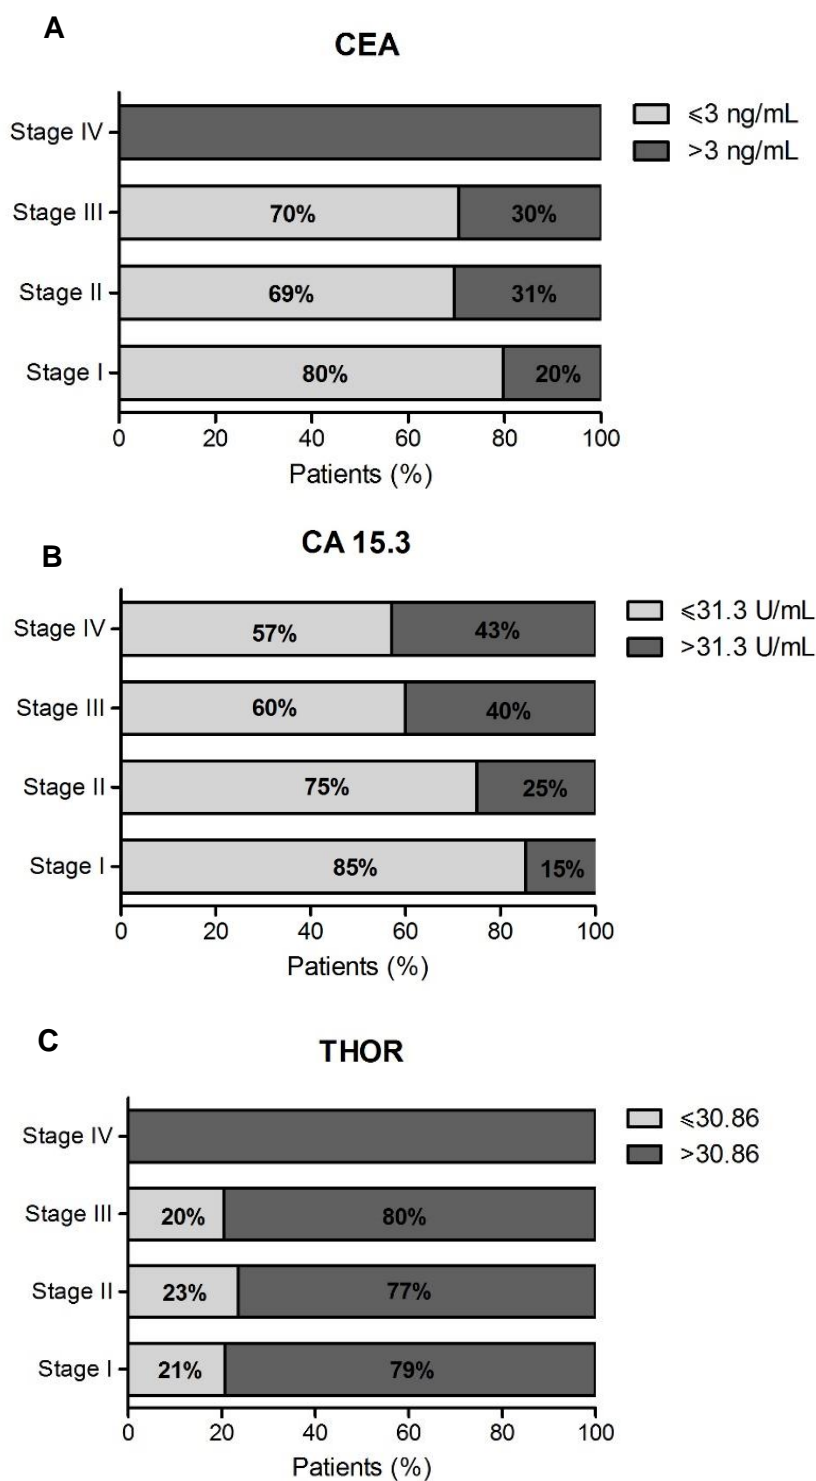 A
CEA
⩽3 ng/mL
>3 ng/mL
Stage IV
Stage III
70%
30%
Stage II
69%
31%
Stage I
80%
20%
0 20 40 60 80 100
Patients (%)
B
CA 15.3
⩽31.3 U/mL
>31.3 U/mL
Stage IV
57%
43%
Stage III
60%
40%
Stage II
75%
25%
Stage I
85%
15%
0 20 40 60 80 100
Patients (%)
C
THOR
⩽30.86
>30.86
Stage IV
Stage III
20%
80%
Stage II
23%
77%
Stage I
21%
79%
0 20 40 60 80 100
Patients (%)